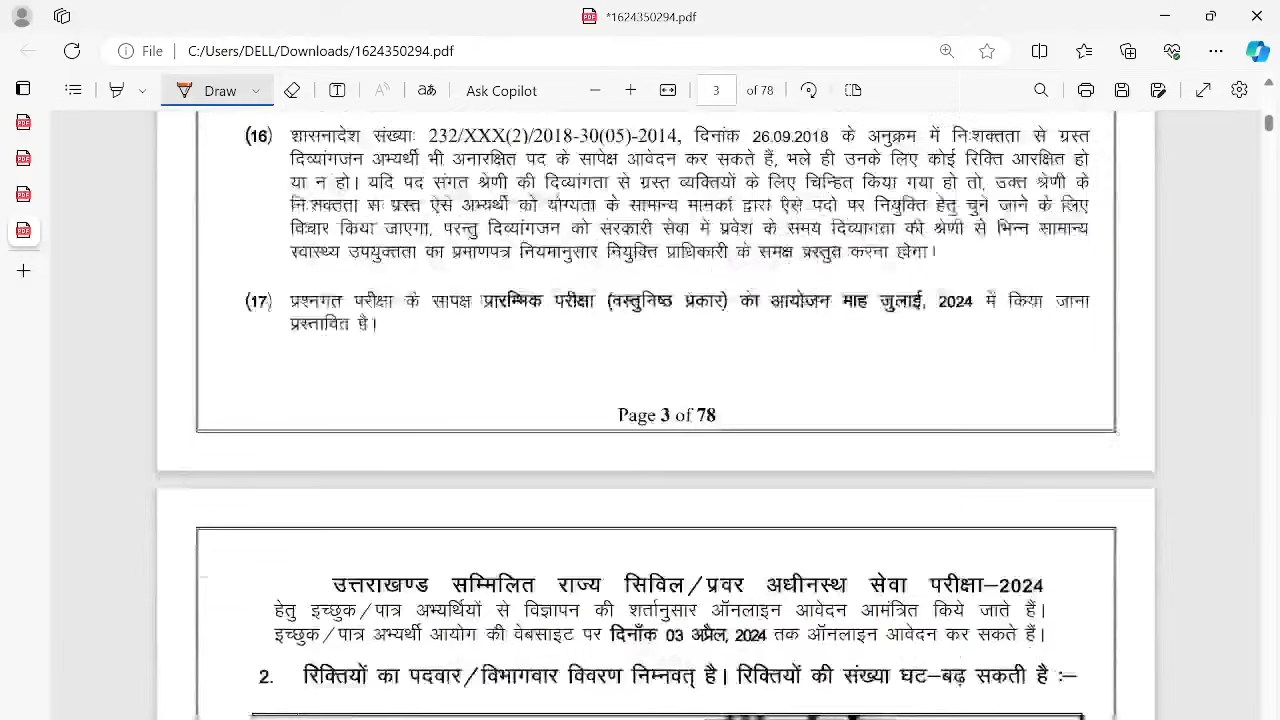 *1624350294.pdf
File
C:/Users/DELL/Downloads/1624350294.pdf
Draw
Ask Copilot
3
of 78
(16) शासनादेश संख्याः 232/XXX(2)/2018-30(05)-2014, दिनांक 26.09.2018 के अनुक्रम में निःशक्तता से ग्रस्त
दिव्यांगजन अभ्यर्थी भी अनारक्षित पद के सापेक्ष आवेदन कर सकते हैं, भले ही उनके लिए कोई रिक्ति आरक्षित हो
या न हो। यदि पद संगत श्रेणी की दिव्यांगता से ग्रस्त व्यक्तियों के लिए चिन्हित किया गया हो तो, उक्त श्रेणी के
निःशक्तता से ग्रस्त ऐसे अभ्यर्थी को योग्यता के सामान्य मानकों द्वारा ऐसे पदों पर नियुक्ति हेतु चुने जाने के लिए
विचार किया जाएगा, परन्तु दिव्यांगजन को सरकारी सेवा में प्रवेश के समय दिव्यांगता की श्रेणी से भिन्न सामान्य
स्वास्थ्य उपयुक्तता का प्रमाणपत्र नियमानुसार नियुक्ति प्राधिकारी के समक्ष प्रस्तुत करना होगा।
(17) प्रश्नगत परीक्षा के सापेक्ष प्रारम्भिक परीक्षा (वस्तुनिष्ठ प्रकार) का आयोजन माह जुलाई, 2024 में किया जाना
प्रस्तावित है।
Page 3 of 78
उत्तराखण्ड सम्मिलित राज्य सिविल/प्रवर अधीनस्थ सेवा परीक्षा–2024
हेतु इच्छुक/पात्र अभ्यर्थियों से विज्ञापन की शर्तानुसार ऑनलाइन आवेदन आमंत्रित किये जाते हैं।
इच्छुक/पात्र अभ्यर्थी आयोग की वेबसाइट पर दिनाँक 03 अप्रैल, 2024 तक ऑनलाइन आवेदन कर सकते हैं।
2. रिक्तियों का पदवार/विभागवार विवरण निम्नवत् है। रिक्तियों की संख्या घट–बढ़ सकती है :–